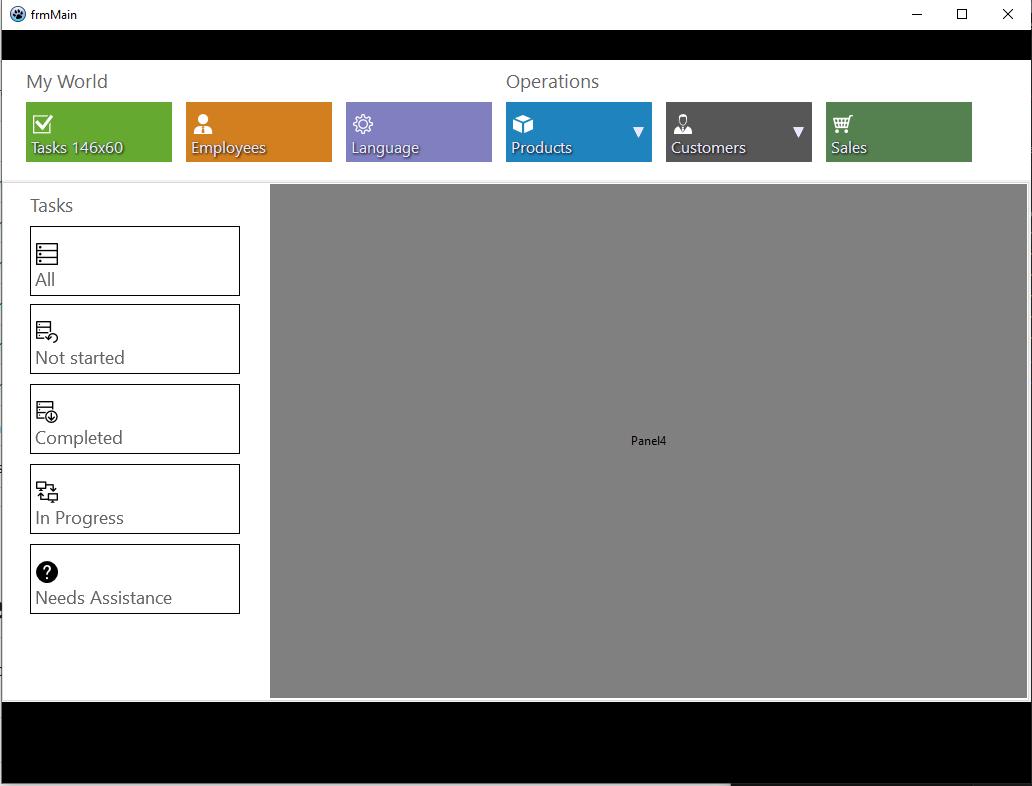 frmMain
My World
Operations
Tasks 146x60
Employees
Language
Products
Customers
Sales
Tasks
All
Not started
Completed
In Progress
Needs Assistance
Panel4